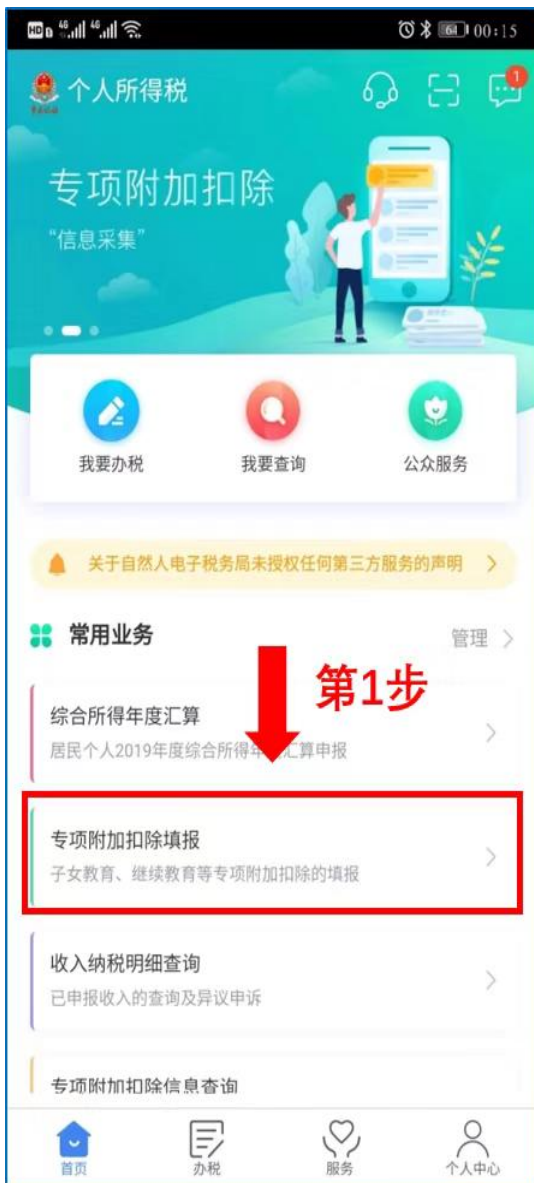 HD 4G 4G 64 00:15
个人所得税
1
专项附加扣除
“信息采集”
我要办税 我要查询 公众服务
关于自然人电子税务局未授权任何第三方服务的声明
常用业务
管理
第1步
综合所得年度汇算
居民个人2019年度综合所得年 汇算申报
专项附加扣除填报
子女教育、继续教育等专项附加扣除的填报
收入纳税明细查询
已申报收入的查询及异议申诉
专项附加扣除信息查询
首页 办税 服务 个人中心